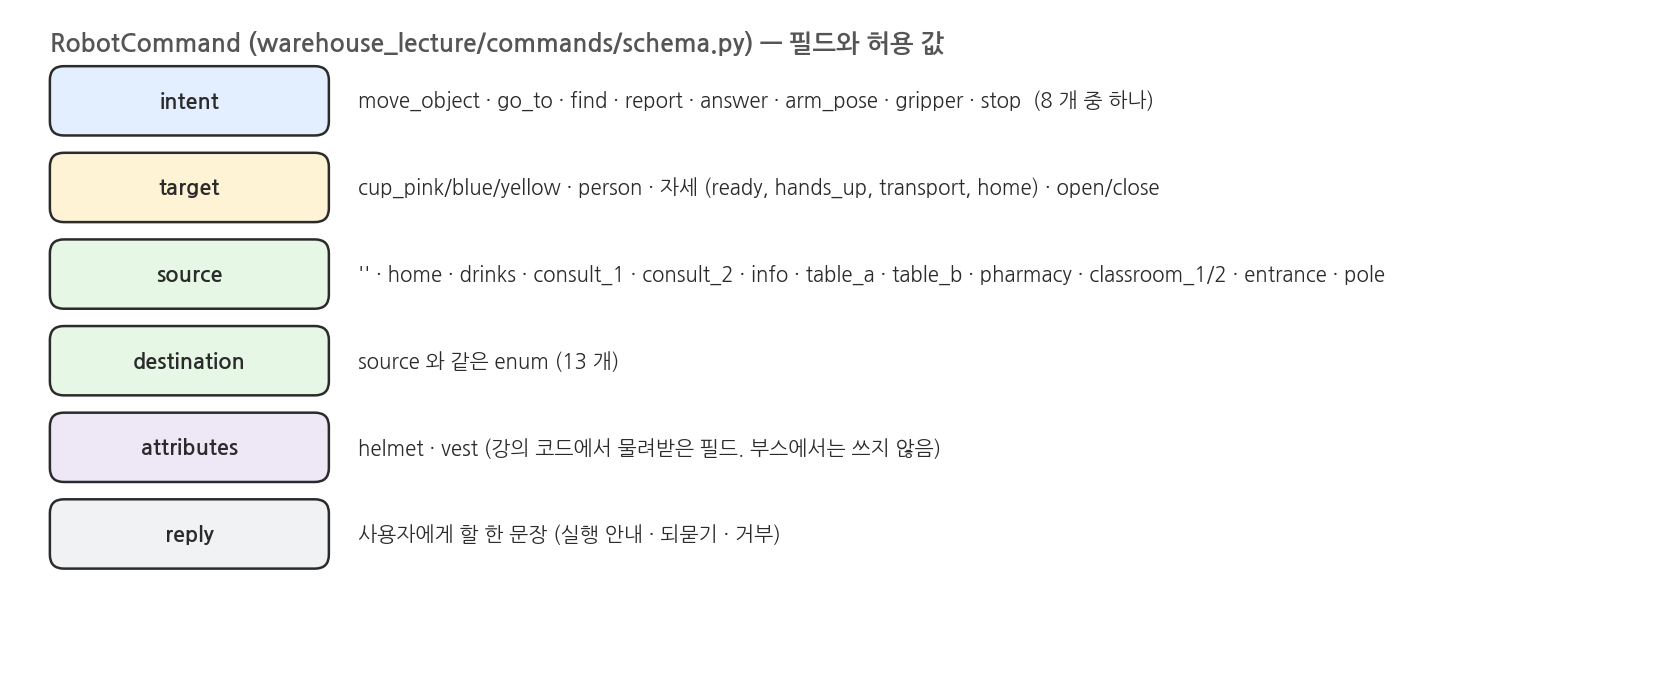 RobotCommand (warehouse_lecture/commands/schema.py) — 필드와 허용 값
intent move_object · go_to · find · report · answer · arm_pose · gripper · stop (8 개 중 하나)
target cup_pink/blue/yellow · person · 자세 (ready, hands_up, transport, home) · open/close
source '' · home · drinks · consult_1 · consult_2 · info · table_a · table_b · pharmacy · classroom_1/2 · entrance · pole
destination source 와 같은 enum (13 개)
attributes helmet · vest (강의 코드에서 물려받은 필드. 부스에서는 쓰지 않음)
reply 사용자에게 할 한 문장 (실행 안내 · 되묻기 · 거부)